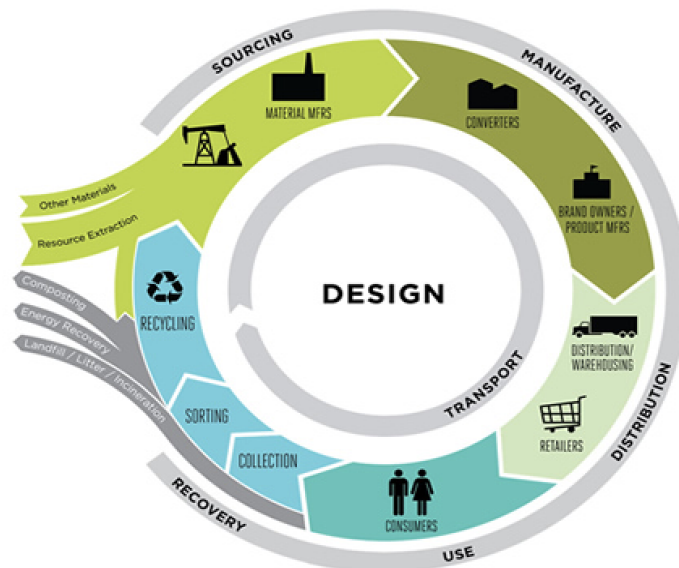 SOURCING
MANUFACTURE
MATERIAL MFRS
CONVERTERS
BRAND OWNERS /
PRODUCT MFRS
Other Materials
Resource Extraction
Composting
Energy Recovery
Landfill / Litter / Incineration
RECYCLING
DESIGN
DISTRIBUTION/
WAREHOUSING
TRANSPORT
DISTRIBUTION
SORTING
RETAILERS
COLLECTION
CONSUMERS
RECOVERY
USE